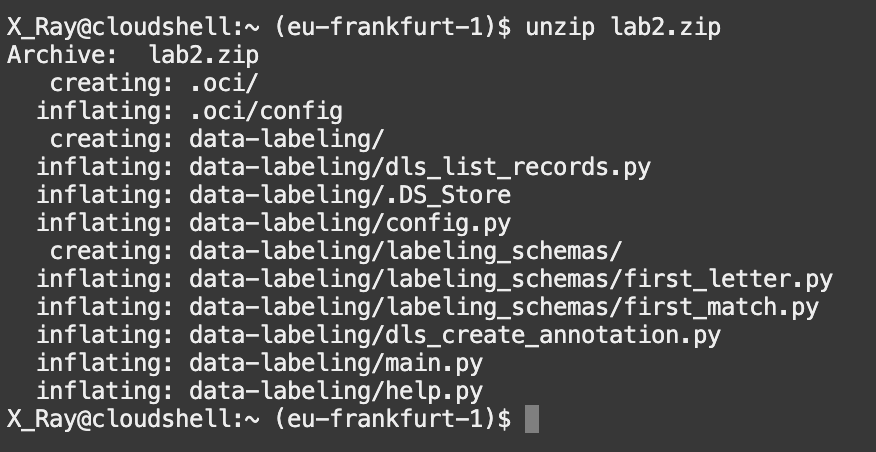 X_Ray@cloudshell:~ (eu-frankfurt-1)$ unzip lab2.zip
Archive:  lab2.zip
   creating: .oci/
  inflating: .oci/config
   creating: data-labeling/
  inflating: data-labeling/dls_list_records.py
  inflating: data-labeling/.DS_Store
  inflating: data-labeling/config.py
   creating: data-labeling/labeling_schemas/
  inflating: data-labeling/labeling_schemas/first_letter.py
  inflating: data-labeling/labeling_schemas/first_match.py
  inflating: data-labeling/dls_create_annotation.py
  inflating: data-labeling/main.py
  inflating: data-labeling/help.py
X_Ray@cloudshell:~ (eu-frankfurt-1)$